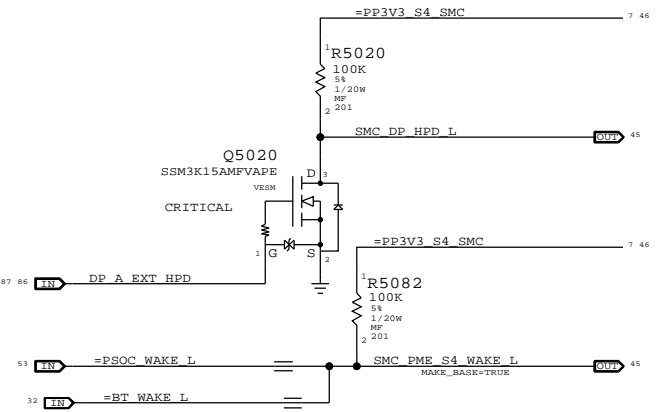 =PP3V3_S4_SMC 7 46
1 R5020
100K
5%
1/20W
MF
2 201
SMC_DP_HPD_L OUT 45
Q5020
SSM3K15AMFVAPE
VESM
D 3
CRITICAL
1 G S 2
=PP3V3_S4_SMC 7 46
87 86 IN DP_A_EXT_HPD
1 R5082
100K
5%
1/20W
MF
2 201
53 IN =PSOC_WAKE_L SMC_PME_S4_WAKE_L OUT 45
MAKE_BASE=TRUE
32 IN =BT_WAKE_L